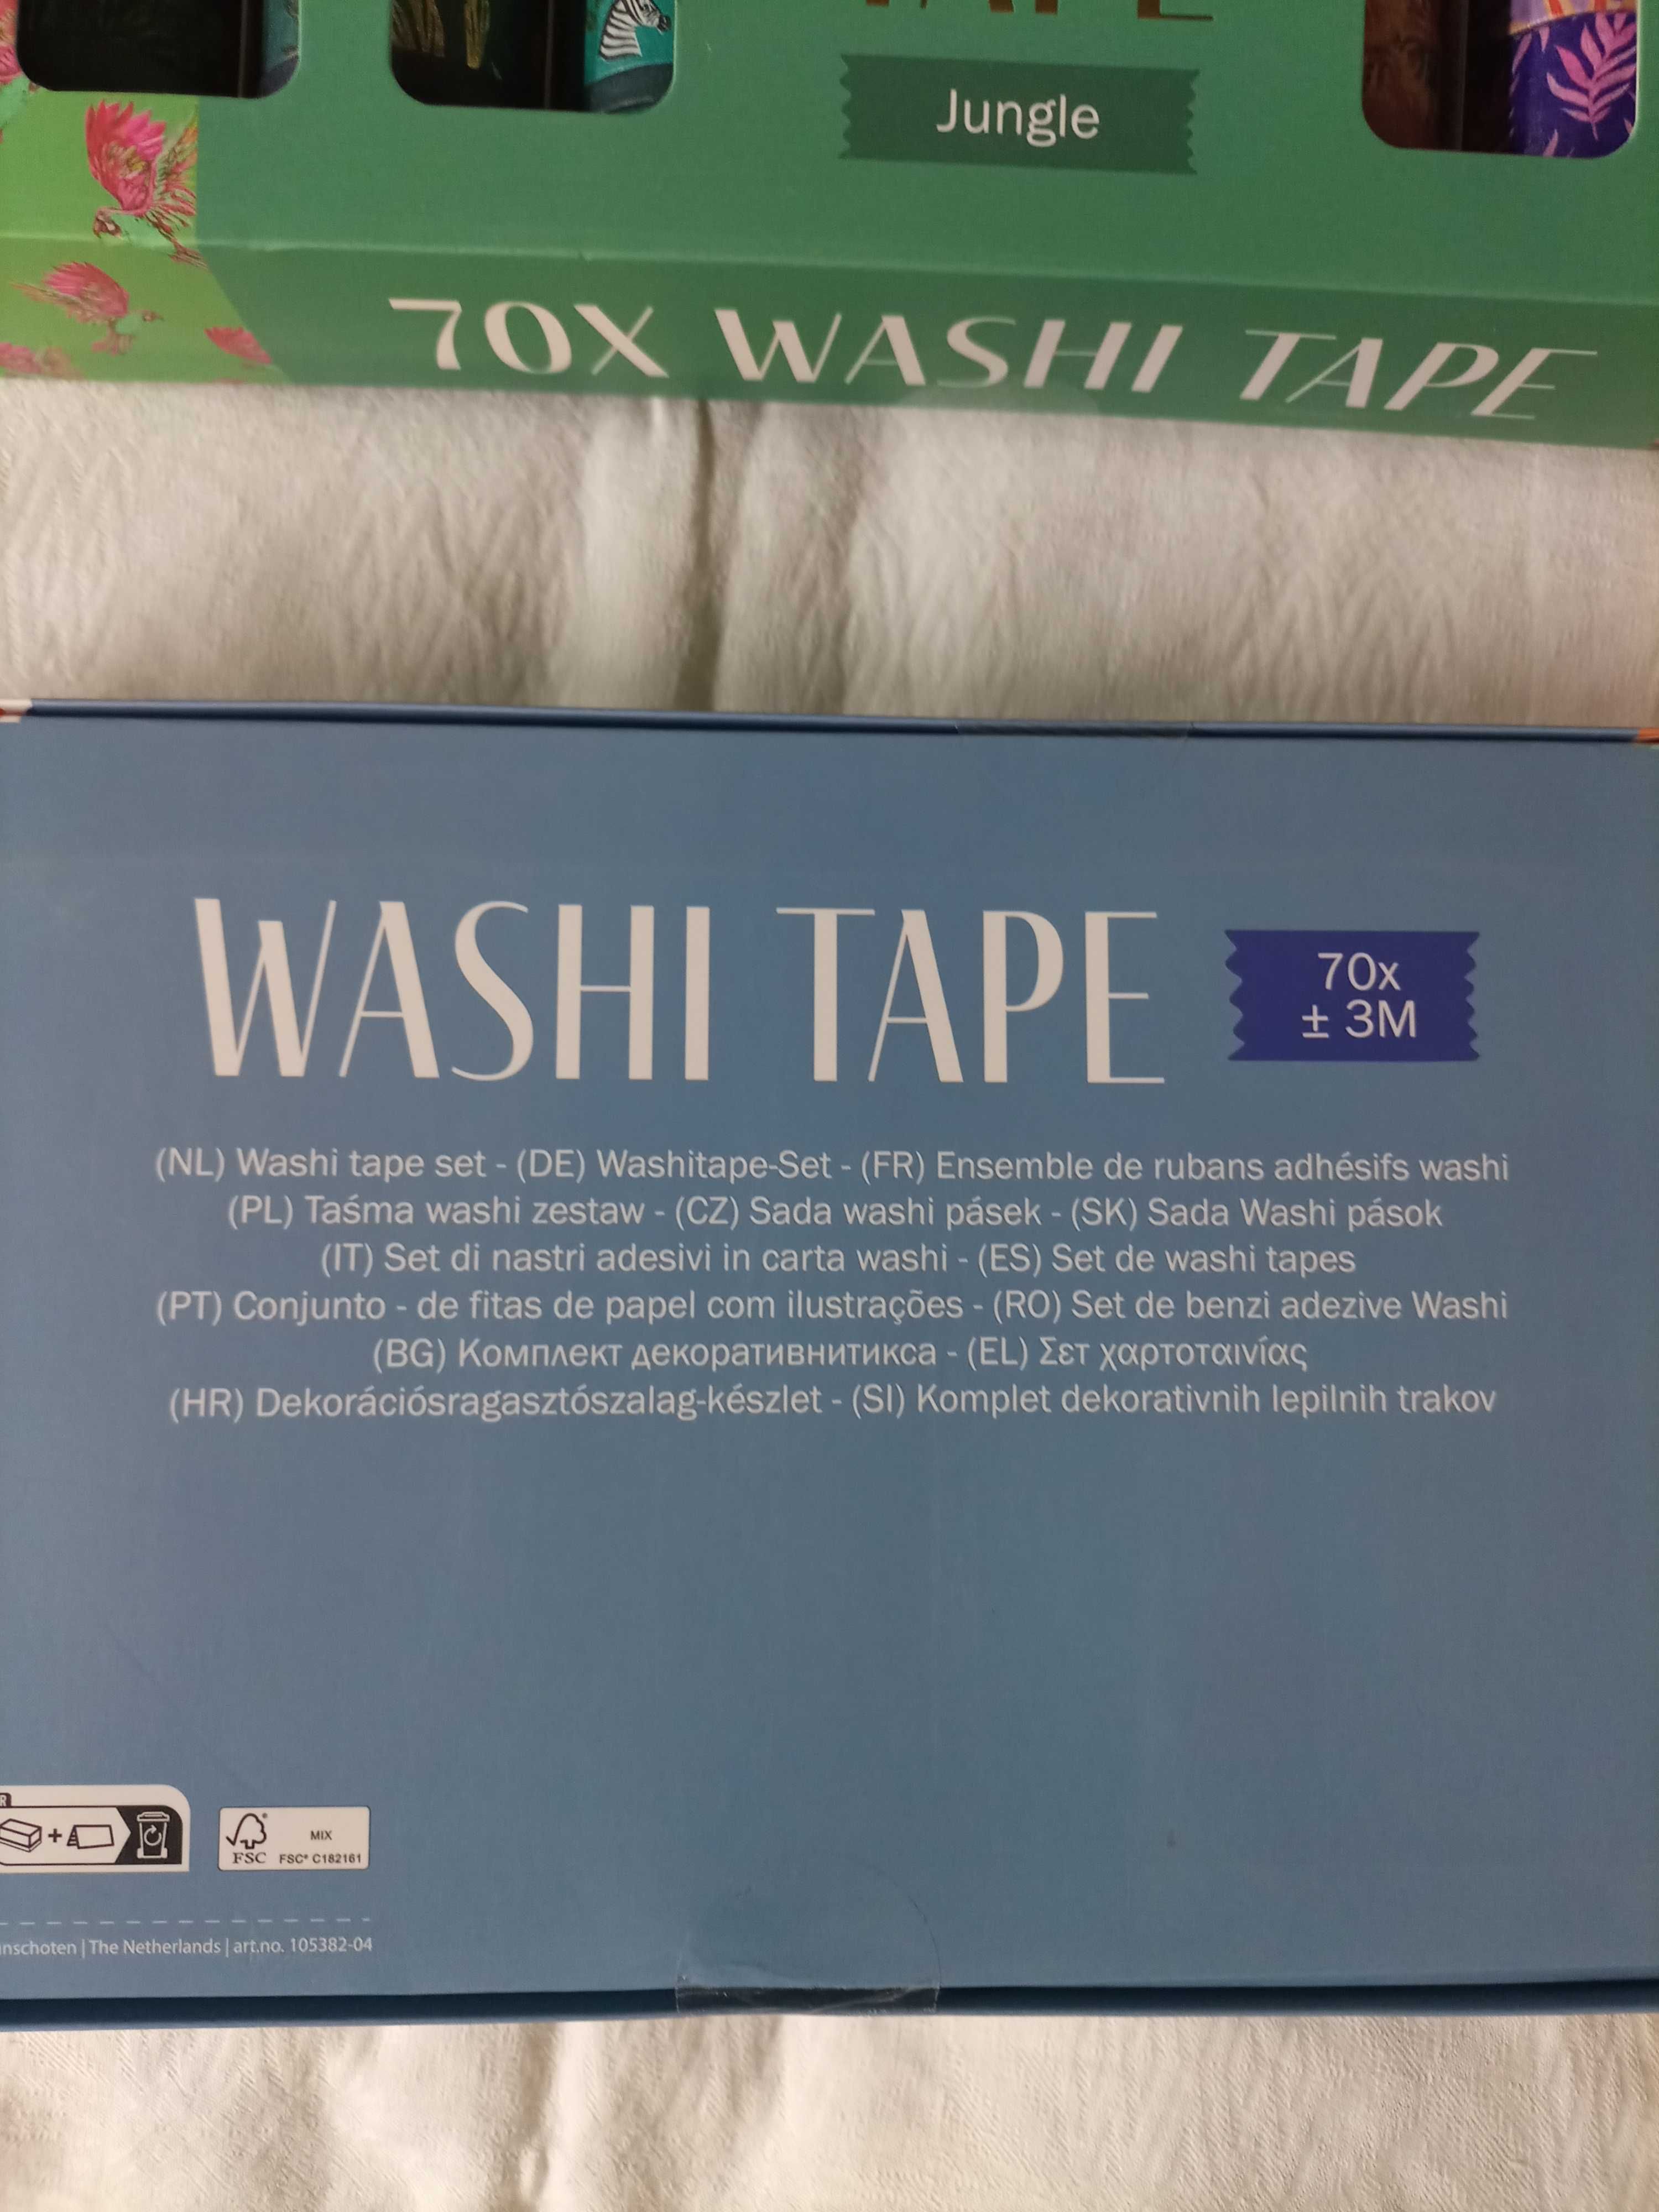 TAPE
Jungle
70X WASHI TAPE
WASHI TAPE
70x
± 3M
(NL) Washi tape set - (DE) Washitape-Set - (FR) Ensemble de rubans adhésifs washi
(PL) Taśma washi zestaw - (CZ) Sada washi pásek - (SK) Sada Washi pások
(IT) Set di nastri adesivi in carta washi - (ES) Set de washi tapes
(PT) Conjunto - de fitas de papel com ilustrações - (RO) Set de benzi adezive Washi
(BG) Комплект декоративнитикса - (EL) Σετ χαρτοταινίας
(HR) Dekorációsragasztószalag-készlet - (SI) Komplet dekorativnih lepilnih trakov
MIX
FSC FSC® C182161
nschoten | The Netherlands | art.no. 105382-04